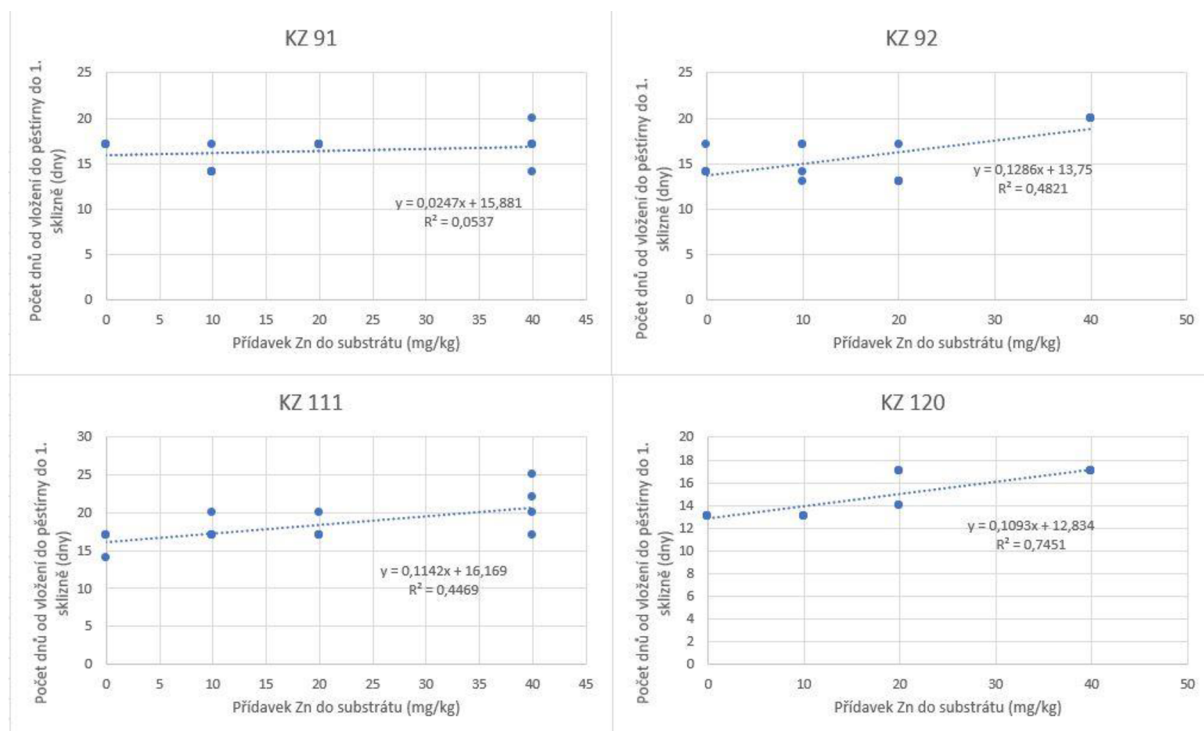 KZ 91
Počet dnů od vložení do pěstírny do 1.
sklizně (dny)
25
20
15
10
5
0
y = 0,0247x + 15,881
R² = 0,0537
0 5 10 15 20 25 30 35 40 45
Přídavek Zn do substrátu (mg/kg)
KZ 92
Počet dnů od vložení do pěstírny do 1.
sklizně (dny)
25
20
15
10
5
0
y = 0,1286x + 13,75
R² = 0,4821
0 10 20 30 40 50
Přídavek Zn do substrátu (mg/kg)
KZ 111
Počet dnů od vložení do pěstírny do 1.
sklizně (dny)
30
25
20
15
10
5
0
y = 0,1142x + 16,169
R² = 0,4469
0 5 10 15 20 25 30 35 40 45
Přídavek Zn do substrátu (mg/kg)
KZ 120
Počet dnů od vložení do pěstírny do 1.
sklizně (dny)
20
18
16
14
12
10
8
6
4
2
0
y = 0,1093x + 12,834
R² = 0,7451
0 10 20 30 40 50
Přídavek Zn do substrátu (mg/kg)